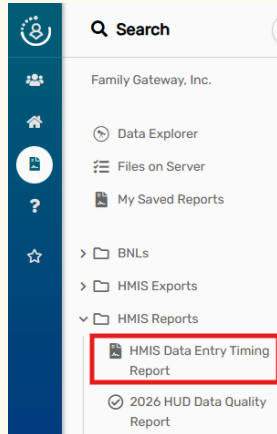 Search
Family Gateway, Inc.
Data Explorer
Files on Server
My Saved Reports
BNLs
HMIS Exports
HMIS Reports
HMIS Data Entry Timing
Report
2026 HUD Data Quality
Report